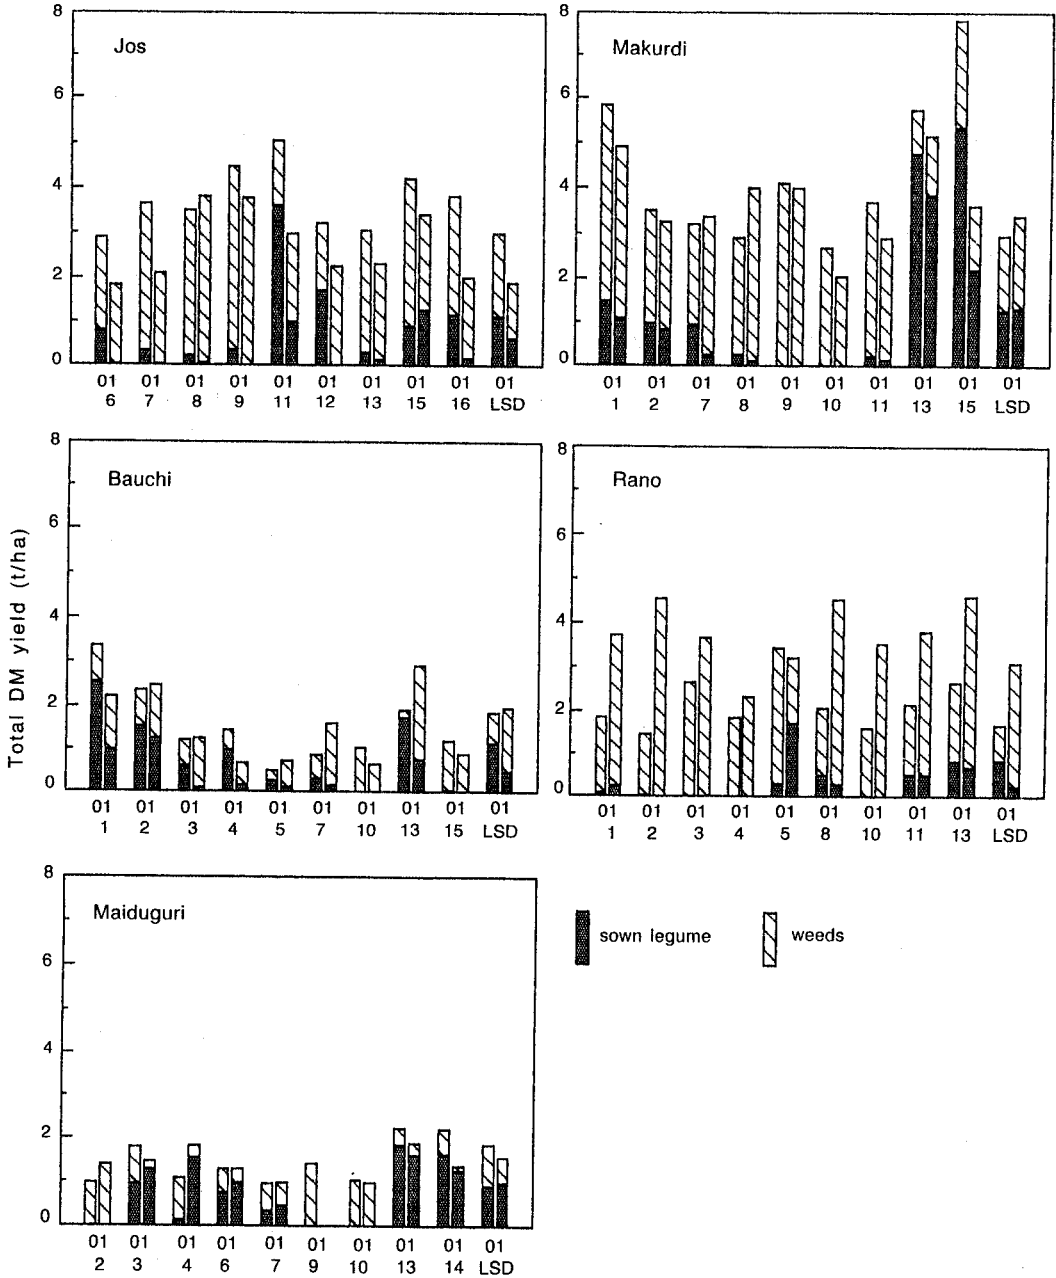 8
6
4
2
0
Jos
01 01 01 01 01 01 01 01 01 01
6 7 8 9 11 12 13 15 16 LSD
8
6
4
2
0
Makurdi
01 01 01 01 01 01 01 01 01 01
1 2 7 8 9 10 11 13 15 LSD
Total DM yield (t/ha)
8
6
4
2
0
Bauchi
01 01 01 01 01 01 01 01 01 01
1 2 3 4 5 7 10 13 15 LSD
8
6
4
2
0
Rano
01 01 01 01 01 01 01 01 01 01
1 2 3 4 5 8 10 11 13 LSD
8
6
4
2
0
Maiduguri
01 01 01 01 01 01 01 01 01 01
2 3 4 6 7 9 10 13 14 LSD
sown legume
weeds